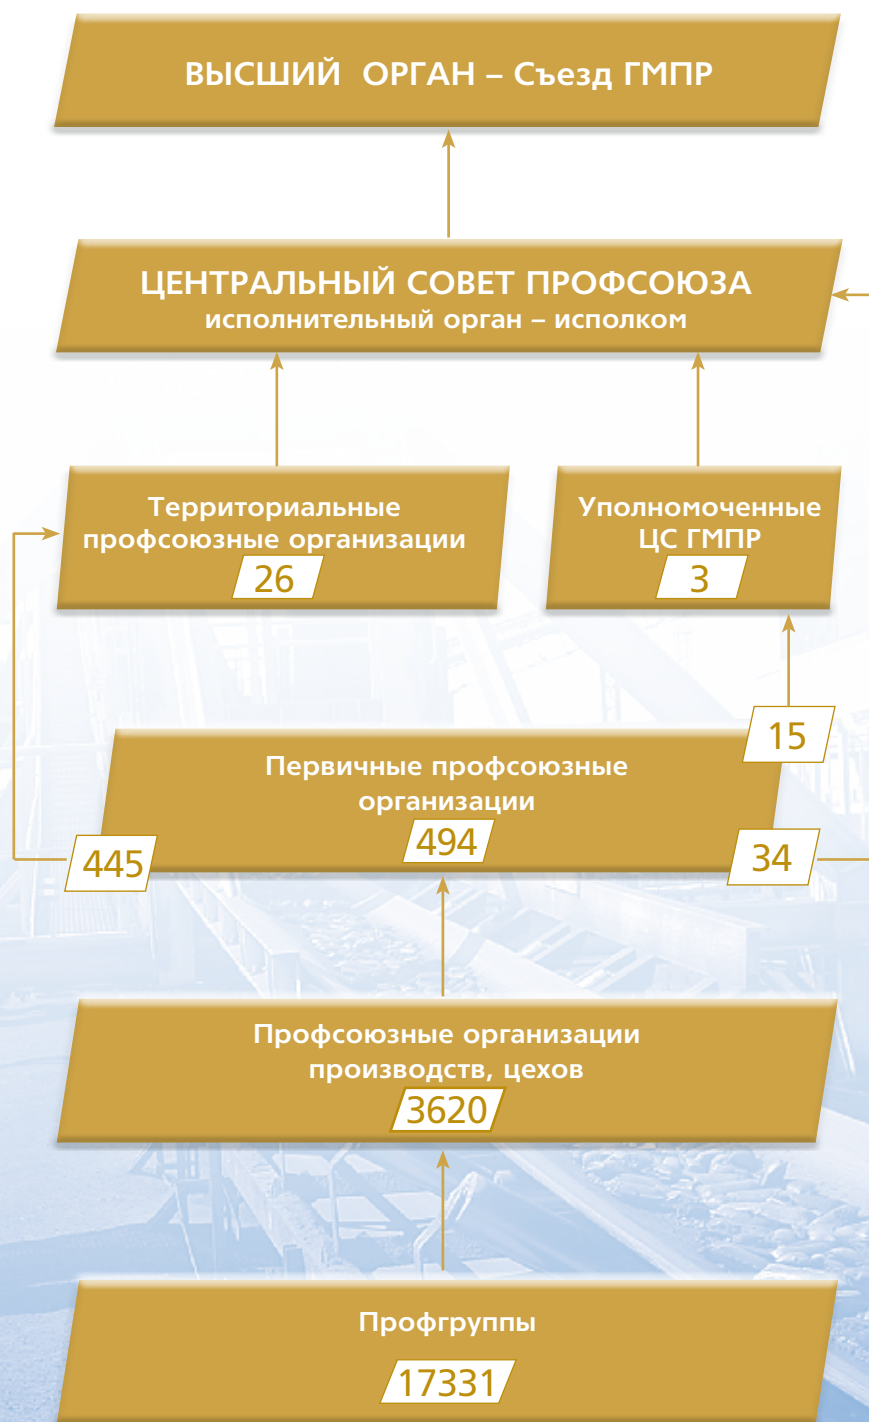 ВЫСШИЙ ОРГАН – Съезд ГМПР
ЦЕНТРАЛЬНЫЙ СОВЕТ ПРОФСОЮЗА
исполнительный орган – исполком
Территориальные
профсоюзные организации
26
Уполномоченные
ЦС ГМПР
3
15
Первичные профсоюзные
организации
494
445
34
Профсоюзные организации
производств, цехов
3620
Профгруппы
17331